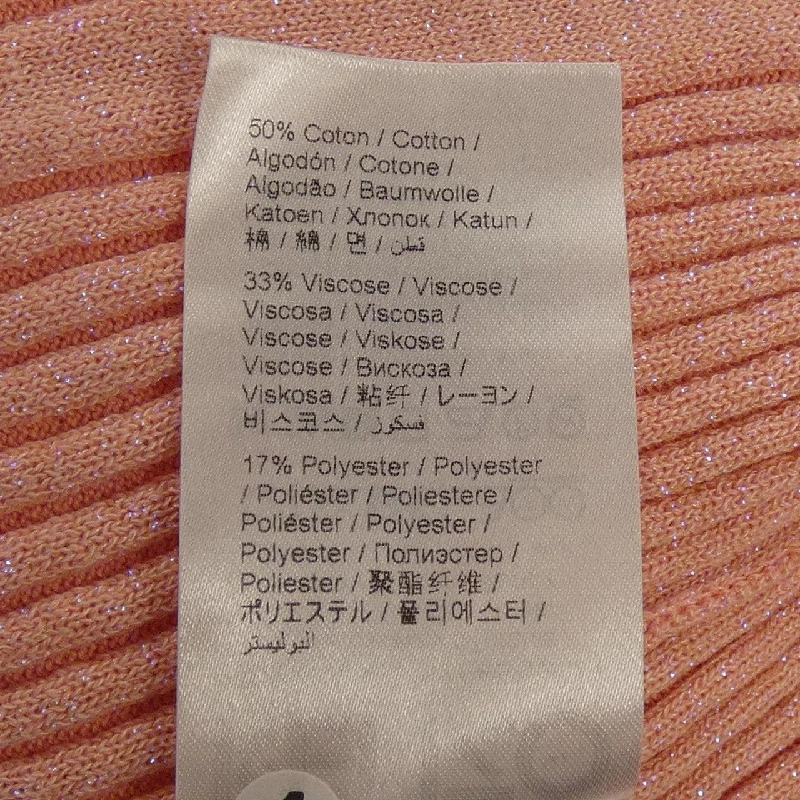 50% Coton / Cotton /
Algodón / Cotone /
Algodão / Baumwolle /
Katoen / Хлопок / Katun /
棉 / 綿 / 면 / قطن
33% Viscose / Viscose /
Viscosa / Viscosa /
Viscose / Viskose /
Viscose / Вискоза /
Viskosa / 粘纤 / レーヨン /
비스코스 / فسكوز
17% Polyester / Polyester
/ Poliéster / Poliestere /
Poliéster / Polyester /
Polyester / Полиэстер /
Poliester / 聚酯纤维 /
ポリエステル / 폴리에스터 /
البوليستر